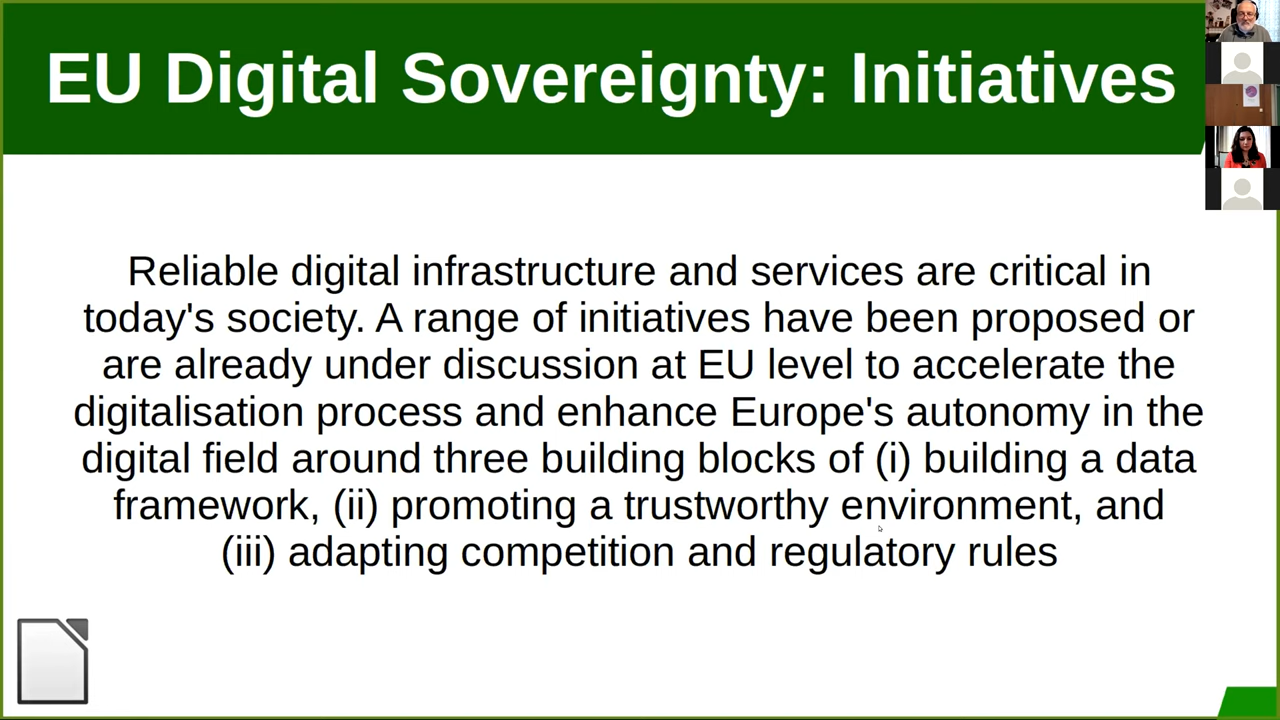 EU Digital Sovereignty: Initiatives
Reliable digital infrastructure and services are critical in
today's society. A range of initiatives have been proposed or
are already under discussion at EU level to accelerate the
digitalisation process and enhance Europe's autonomy in the
digital field around three building blocks of (i) building a data
framework, (ii) promoting a trustworthy environment, and
(iii) adapting competition and regulatory rules